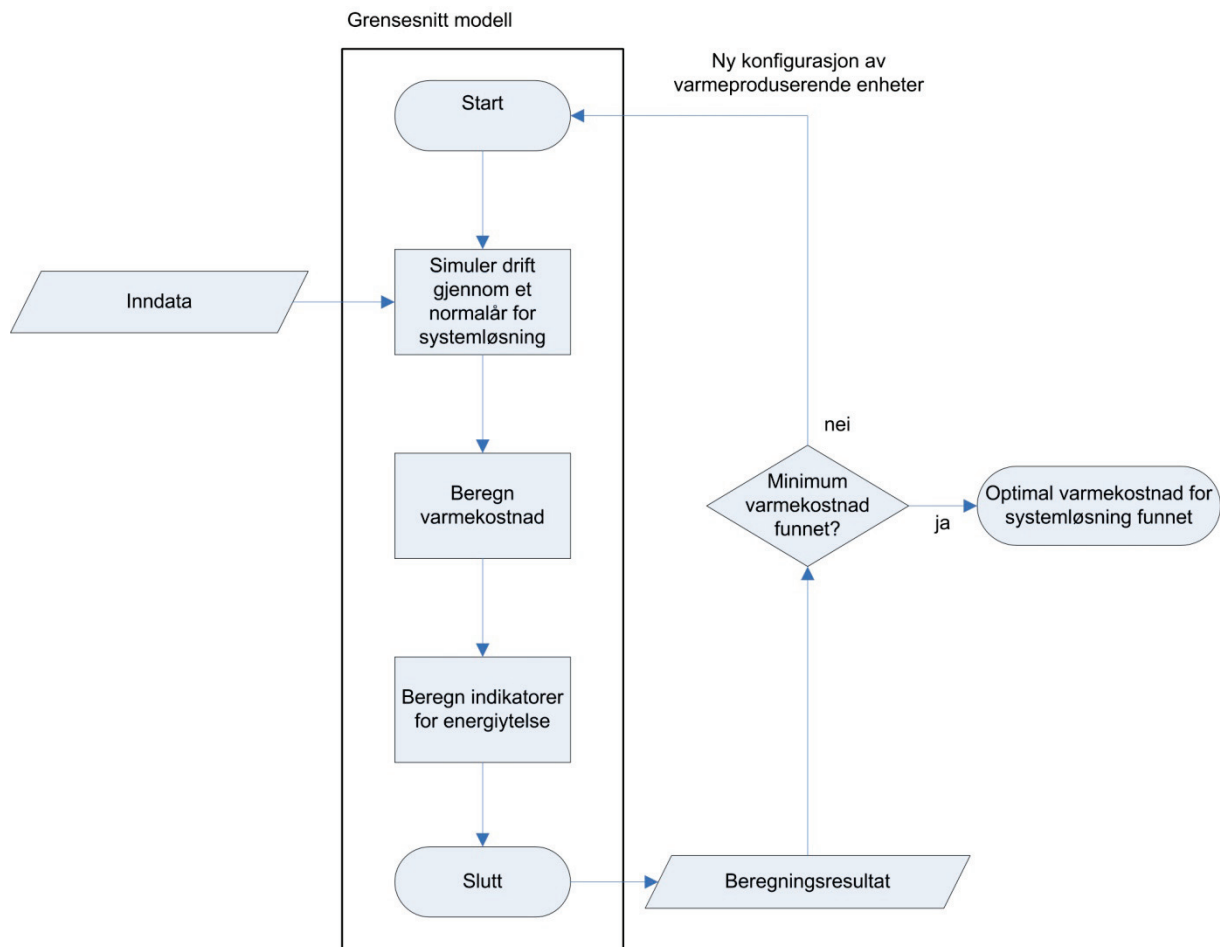 Grensesnitt modell
Ny konfigurasjon av
varmeproduserende enheter
Start
Simuler drift
gjennom et
normalår for
systemløsning
Inndata
nei
Beregn
varmekostnad
Minimum
varmekostnad
funnet?
ja
Optimal varmekostnad for
systemløsning funnet
Beregn indikatorer
for energiytelse
Slutt
Beregningsresultat